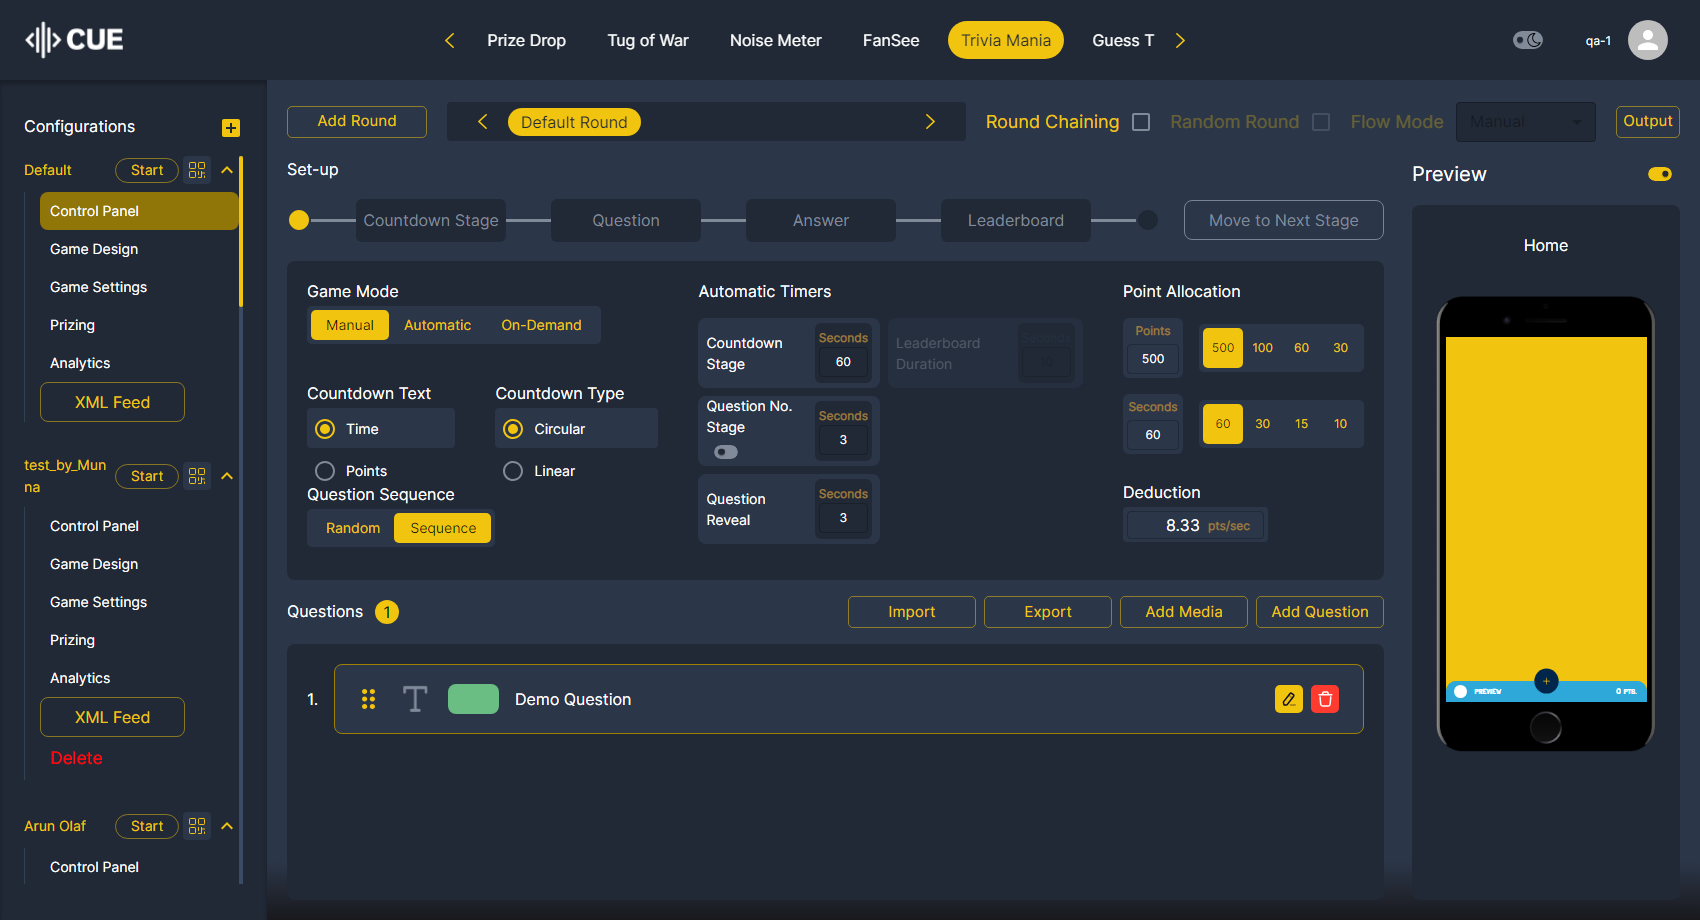 CUE
Prize Drop
Tug of War
Noise Meter
FanSee
Trivia Mania
Guess T
qa-1
Configurations
Default
Start
Control Panel
Game Design
Game Settings
Prizing
Analytics
XML Feed
test_by_Mun
na
Start
Control Panel
Game Design
Game Settings
Prizing
Analytics
XML Feed
Delete
Arun Olaf
Start
Control Panel
Add Round
Default Round
Round Chaining
Random Round
Flow Mode
Manual
Output
Set-up
Countdown Stage
Question
Answer
Leaderboard
Move to Next Stage
Game Mode
Manual
Automatic
On-Demand
Countdown Text
Time
Points
Countdown Type
Circular
Linear
Question Sequence
Random
Sequence
Automatic Timers
Countdown
Stage
Seconds
60
Leaderboard
Duration
Seconds
10
Question No.
Stage
Seconds
3
Question
Reveal
Seconds
3
Point Allocation
Points
500
500
100
60
30
Seconds
60
60
30
15
10
Deduction
8.33 pts/sec
Questions 1
Import
Export
Add Media
Add Question
1.
T
Demo Question
Preview
Home
PREVIEW
0 PTS.